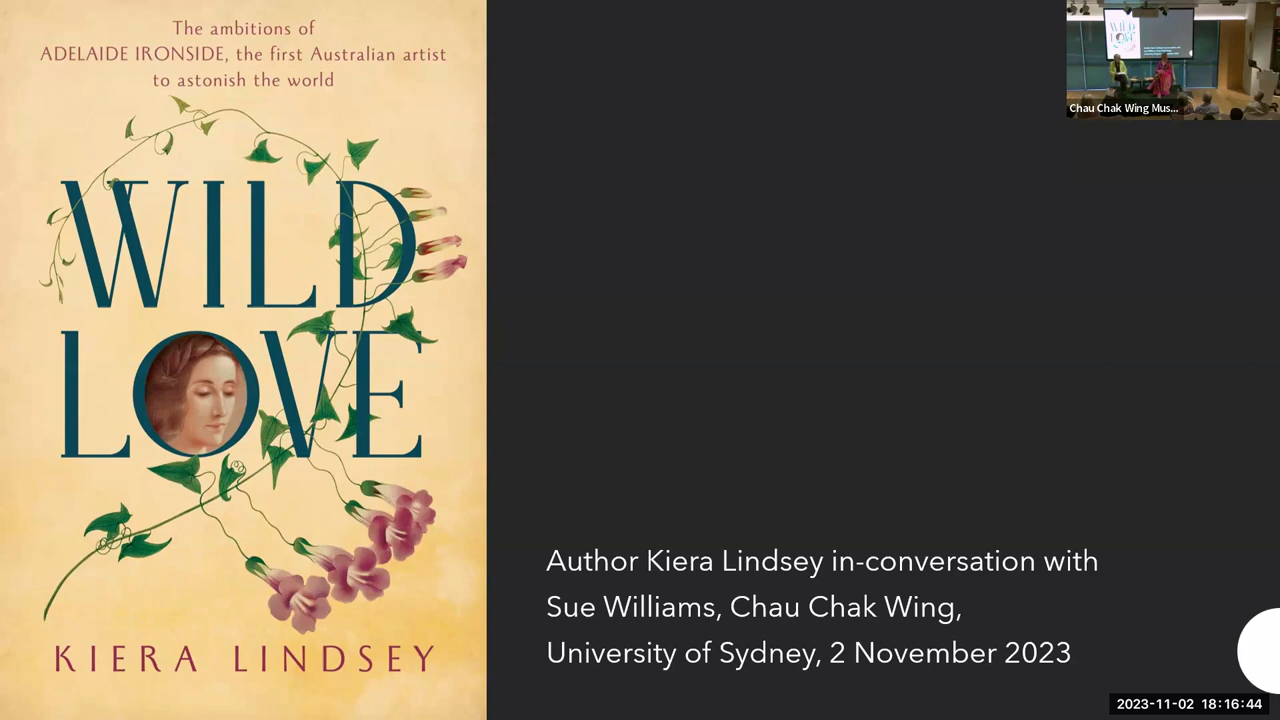 The ambitions of
ADELAIDE IRONSIDE, the first Australian artist
to astonish the world
WILD
LOVE
KIERA LINDSEY
Author Kiera Lindsey in-conversation with
Sue Williams, Chau Chak Wing,
University of Sydney, 2 November 2023
WILD
LOVE
Chau Chak Wing Mus...
2023-11-02 18:16:44